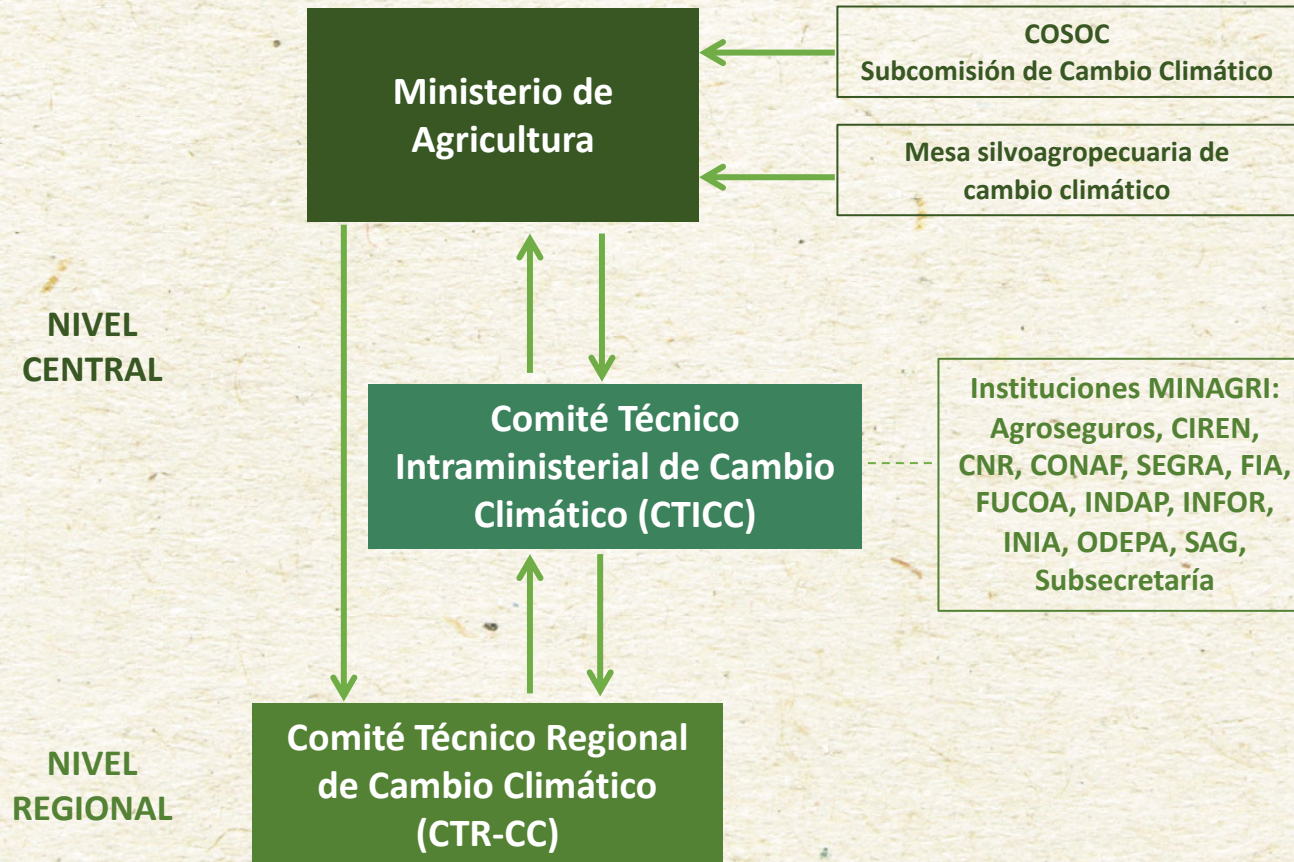 Ministerio de
Agricultura
COSOC
Subcomisión de Cambio Climático
Mesa silvoagropecuaria de
cambio climático
NIVEL
CENTRAL
Comité Técnico
Intraministerial de Cambio
Climático (CTICC)
Instituciones MINAGRI:
Agroseguros, CIREN,
CNR, CONAF, SEGRA, FIA,
FUCOA, INDAP, INFOR,
INIA, ODEPA, SAG,
Subsecretaría
NIVEL
REGIONAL
Comité Técnico Regional
de Cambio Climático
(CTR-CC)